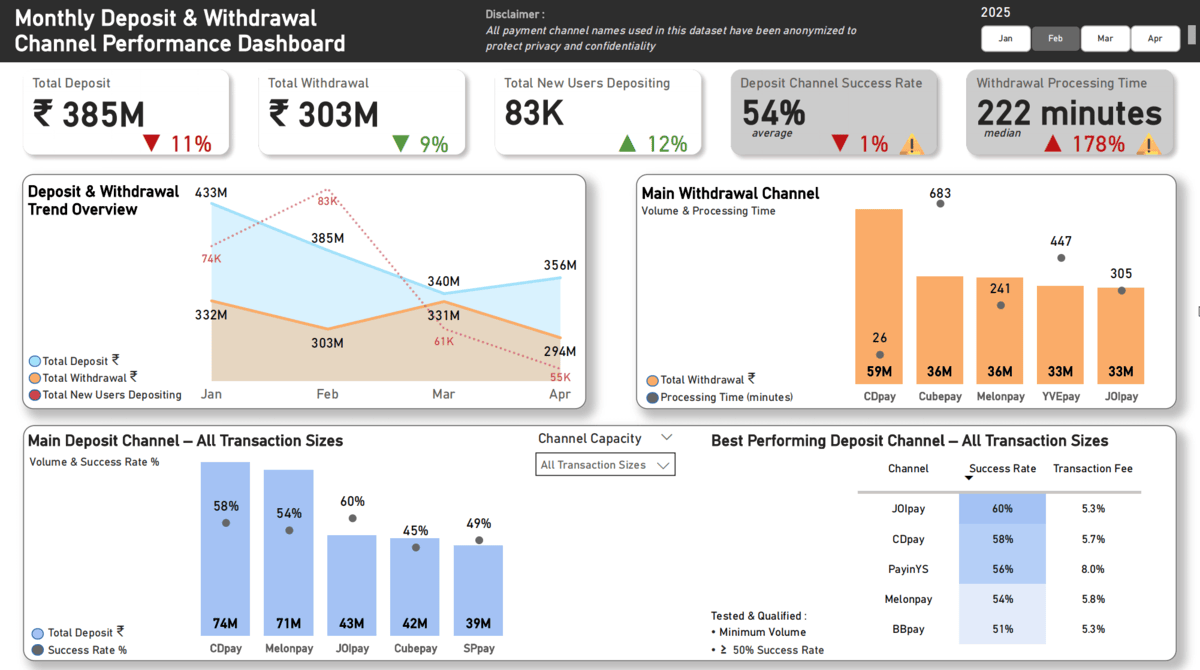 Monthly Deposit & Withdrawal
Channel Performance Dashboard
Disclaimer :
All payment channel names used in this dataset have been anonymized to
protect privacy and confidentiality
2025
Jan
Feb
Mar
Apr
Total Deposit
₹ 385M
▼ 11%
Total Withdrawal
₹ 303M
▼ 9%
Total New Users Depositing
83K
▲ 12%
Deposit Channel Success Rate
54%
average
▼ 1%
Withdrawal Processing Time
222 minutes
median
▲ 178%
Deposit & Withdrawal
Trend Overview
433M
385M
340M
356M
332M
303M
331M
294M
74K
83K
61K
55K
Total Deposit ₹
Total Withdrawal ₹
Total New Users Depositing
Jan
Feb
Mar
Apr
Main Withdrawal Channel
Volume & Processing Time
683
447
305
241
26
59M
36M
36M
33M
33M
CDpay
Cubepay
Melonpay
YVEpay
JOIpay
Total Withdrawal ₹
Processing Time (minutes)
Main Deposit Channel – All Transaction Sizes
Volume & Success Rate %
Channel Capacity
All Transaction Sizes
58%
54%
60%
45%
49%
74M
71M
43M
42M
39M
CDpay
Melonpay
JOIpay
Cubepay
SPpay
Total Deposit ₹
Success Rate %
Best Performing Deposit Channel – All Transaction Sizes
Channel Success Rate Transaction Fee
JOIpay 60% 5.3%
CDpay 58% 5.7%
PayinYS 56% 8.0%
Melonpay 54% 5.8%
BBpay 51% 5.3%
Tested & Qualified :
• Minimum Volume
• ≥ 50% Success Rate